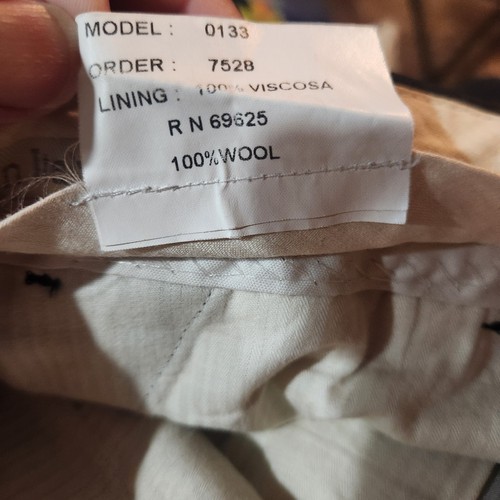 MODEL : 0133
ORDER : 7528
LINING : 100% VISCOSA
R N 69625
100%WOOL